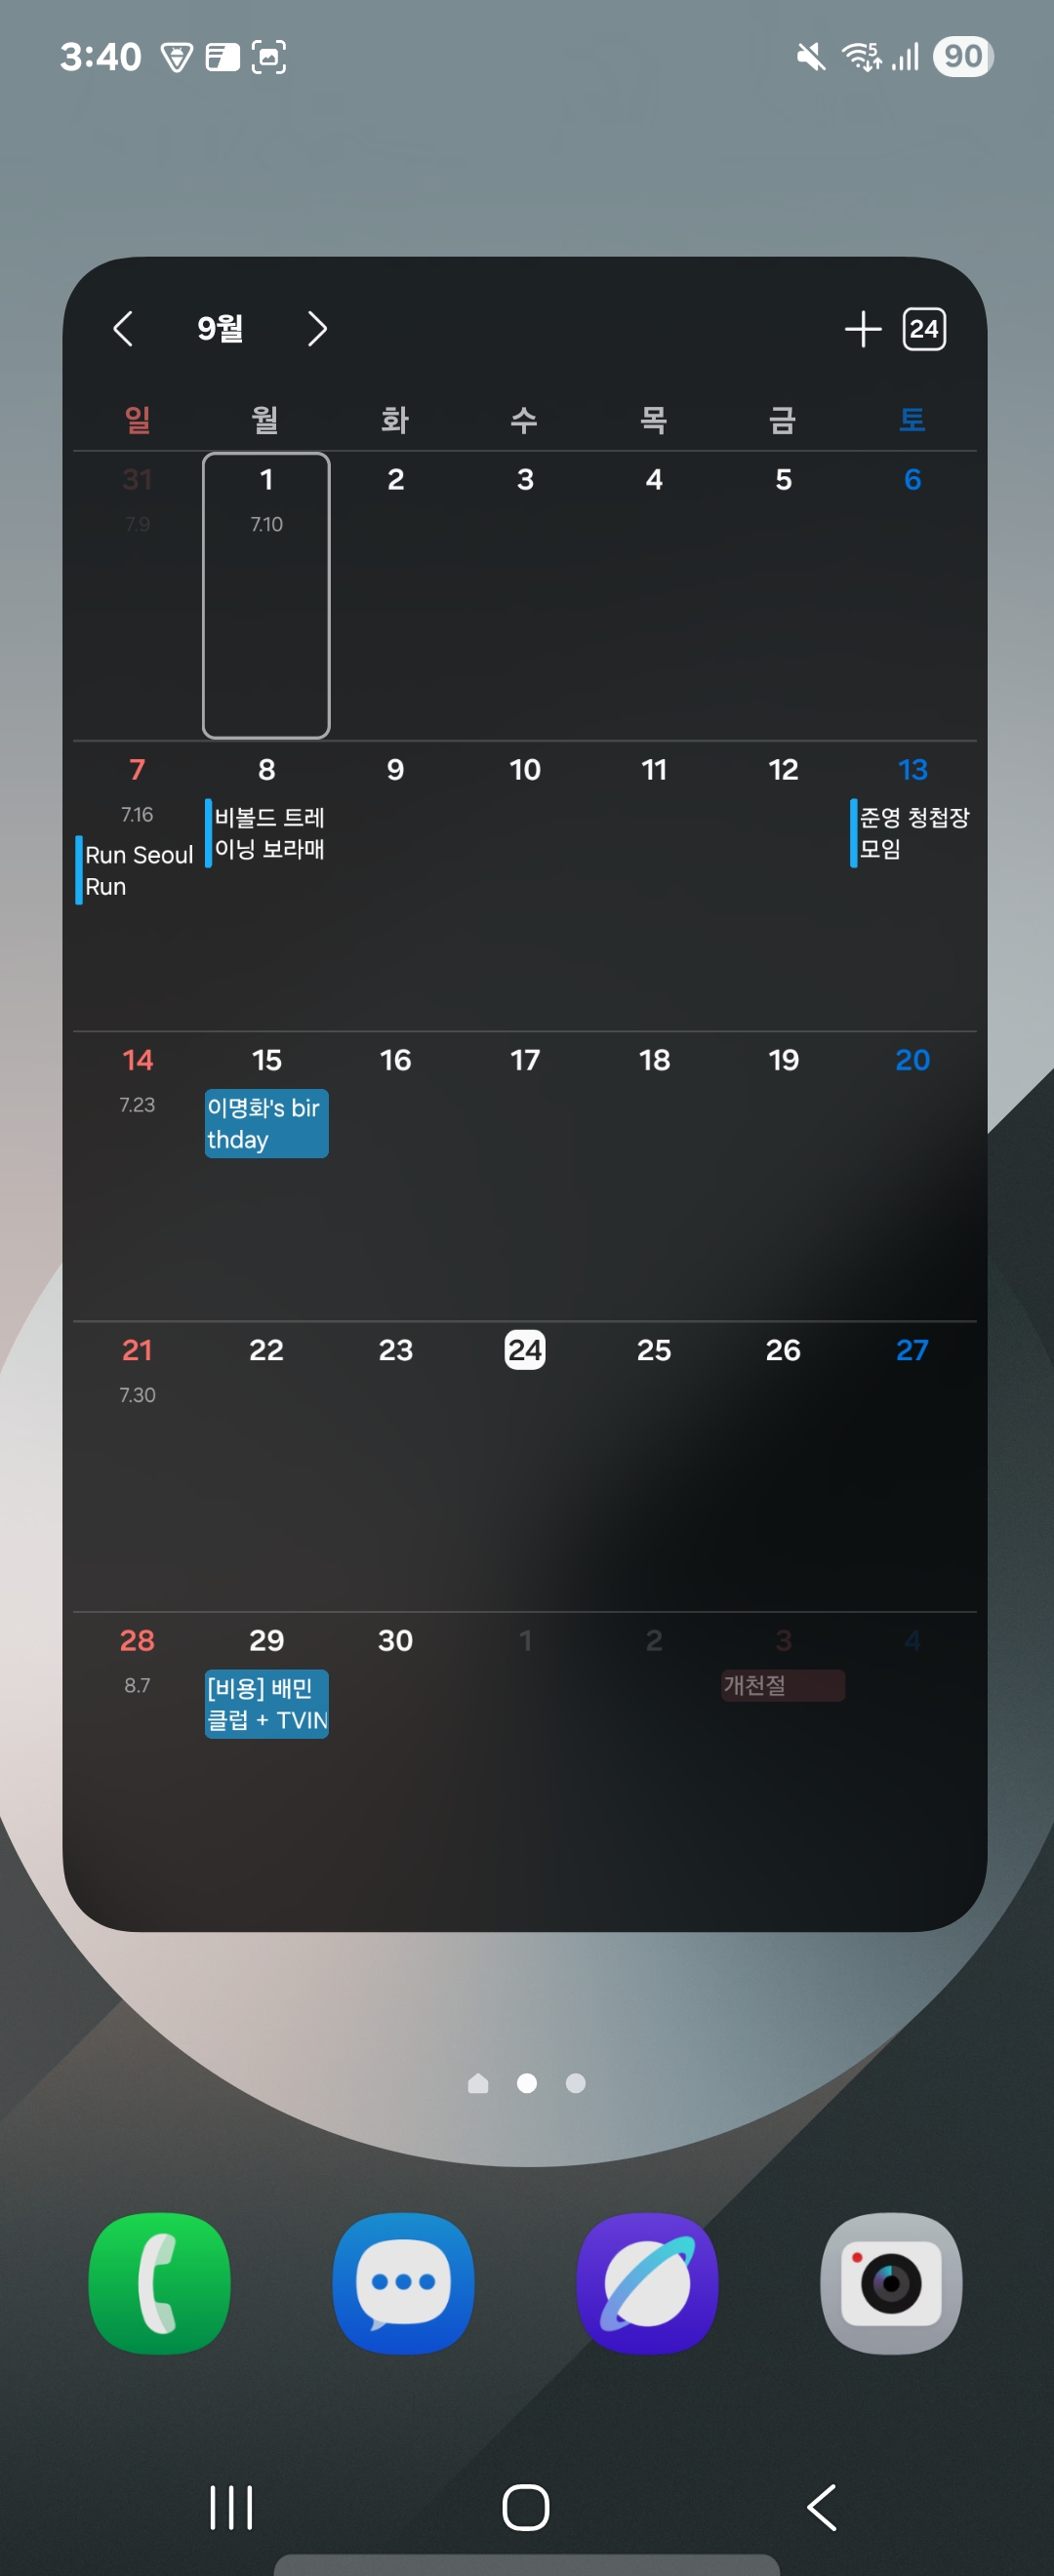 3:40 5 90
9월 24
일 월 화 수 목 금 토
31 1 2 3 4 5 6
7.9 7.10
7 8 9 10 11 12 13
7.16
비볼드 트레
이닝 보라매
준영 청첩장
모임
Run Seoul
Run
14 15 16 17 18 19 20
7.23
이명화's bir
thday
21 22 23 24 25 26 27
7.30
28 29 30 1 2 3 4
8.7
[비용] 배민
클럽 + TVIN
개천절